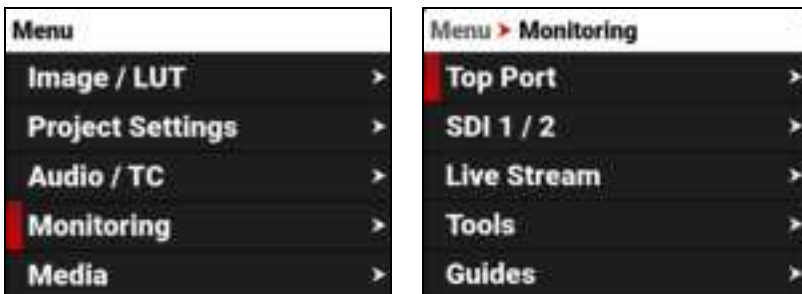 Menu
Image / LUT
Project Settings
Audio / TC
Monitoring
Media
Menu > Monitoring
Top Port
SDI 1 / 2
Live Stream
Tools
Guides